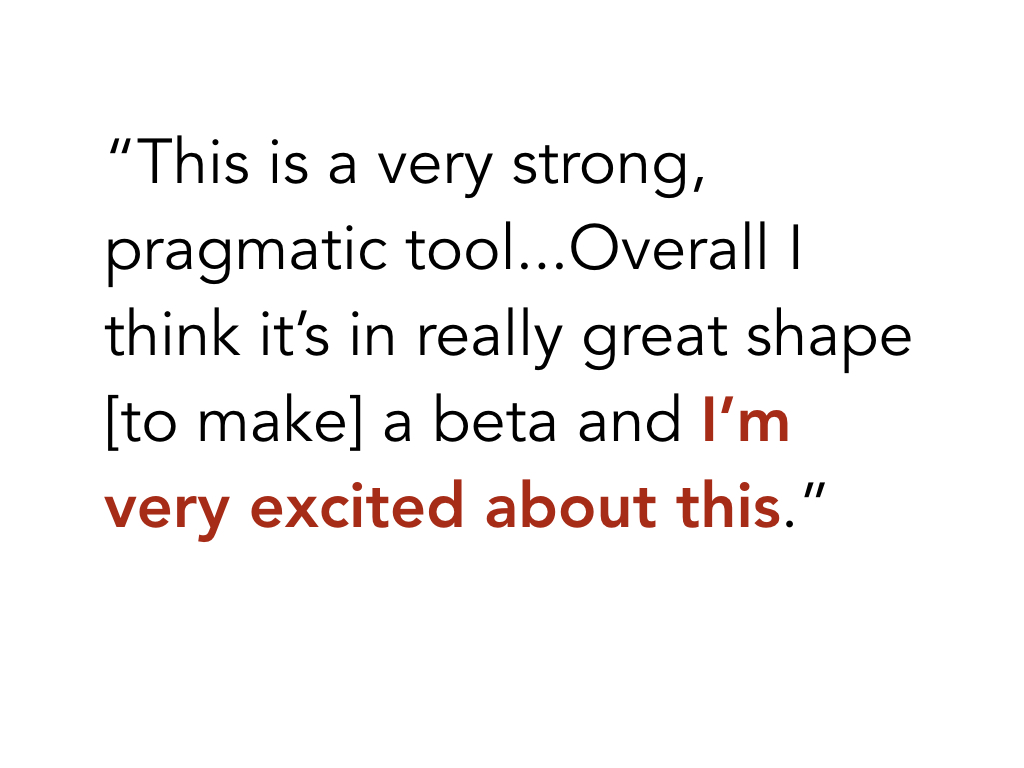 “This is a very strong,
pragmatic tool...Overall I
think it’s in really great shape
[to make] a beta and I’m
very excited about this.”